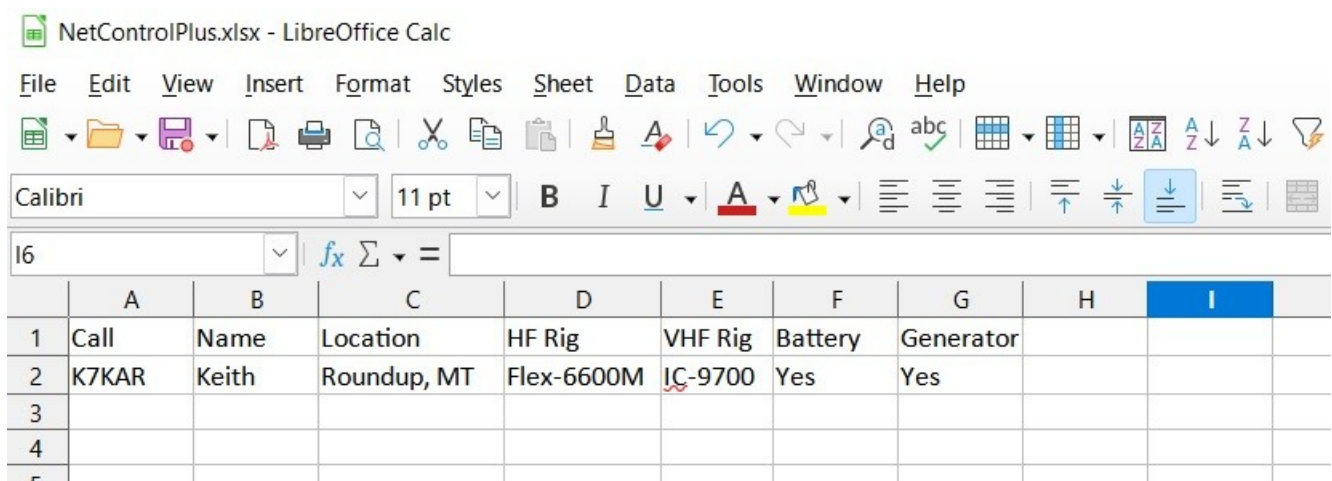 NetControlPlus.xlsx - LibreOffice Calc
File Edit View Insert Format Styles Sheet Data Tools Window Help
Calibri 11 pt B I U A
I6 fx Σ =
A B C D E F G H I
1 Call Name Location HF Rig VHF Rig Battery Generator
2 K7KAR Keith Roundup, MT Flex-6600M IC-9700 Yes Yes
3
4